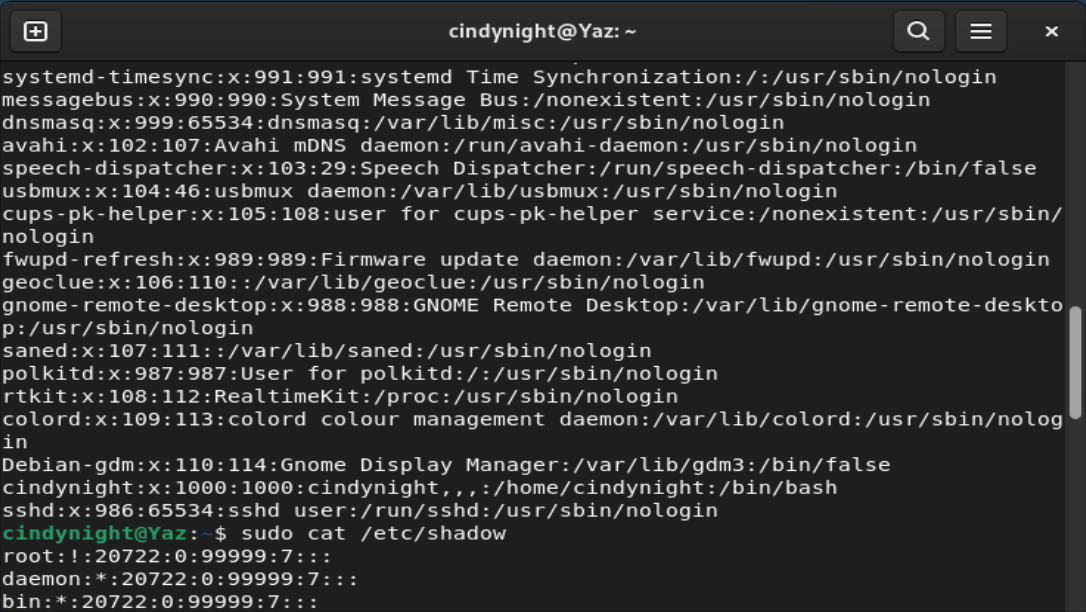 cindynight@Yaz: ~
systemd-timesync:x:991:991:systemd Time Synchronization:/:/usr/sbin/nologin
messagebus:x:990:990:System Message Bus:/nonexistent:/usr/sbin/nologin
dnsmasq:x:999:65534:dnsmasq:/var/lib/misc:/usr/sbin/nologin
avahi:x:102:107:Avahi mDNS daemon:/run/avahi-daemon:/usr/sbin/nologin
speech-dispatcher:x:103:29:Speech Dispatcher:/run/speech-dispatcher:/bin/false
usbmux:x:104:46:usbmux daemon:/var/lib/usbmux:/usr/sbin/nologin
cups-pk-helper:x:105:108:user for cups-pk-helper service:/nonexistent:/usr/sbin/
nologin
fwupd-refresh:x:989:989:Firmware update daemon:/var/lib/fwupd:/usr/sbin/nologin
geoclue:x:106:110::/var/lib/geoclue:/usr/sbin/nologin
gnome-remote-desktop:x:988:988:GNOME Remote Desktop:/var/lib/gnome-remote-deskto
p:/usr/sbin/nologin
saned:x:107:111::/var/lib/saned:/usr/sbin/nologin
polkitd:x:987:987:User for polkitd:/:/usr/sbin/nologin
rtkit:x:108:112:RealtimeKit:/proc:/usr/sbin/nologin
colord:x:109:113:colord colour management daemon:/var/lib/colord:/usr/sbin/nolog
in
Debian-gdm:x:110:114:Gnome Display Manager:/var/lib/gdm3:/bin/false
cindynight:x:1000:1000:cindynight,,,:/home/cindynight:/bin/bash
sshd:x:986:65534:sshd user:/run/sshd:/usr/sbin/nologin
cindynight@Yaz:~$ sudo cat /etc/shadow
root:!:20722:0:99999:7:::
daemon:*:20722:0:99999:7:::
bin:*:20722:0:99999:7:::